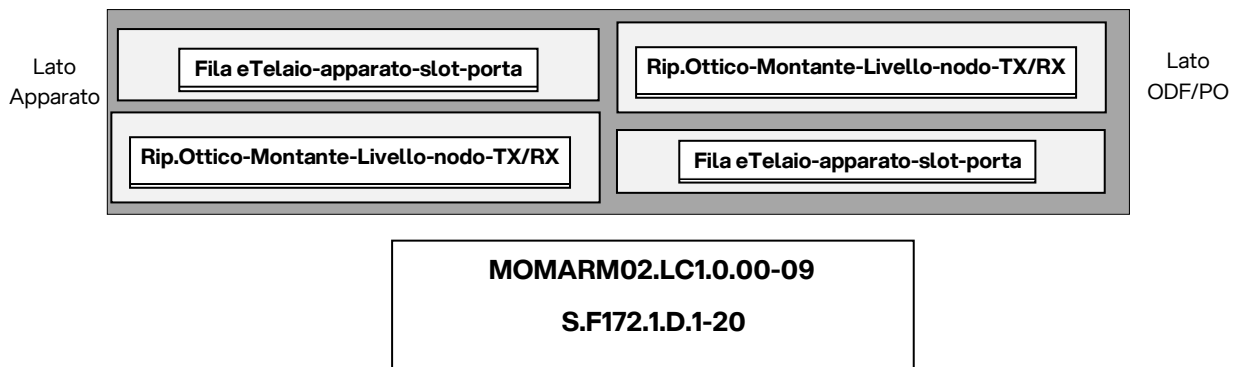 Lato
Apparato
Fila eTelaio-apparato-slot-porta
Rip.Ottico-Montante-Livello-nodo-TX/RX
Lato
ODF/PO
Rip.Ottico-Montante-Livello-nodo-TX/RX
Fila eTelaio-apparato-slot-porta
MOMARM02.LC1.0.00-09
S.F172.1.D.1-20